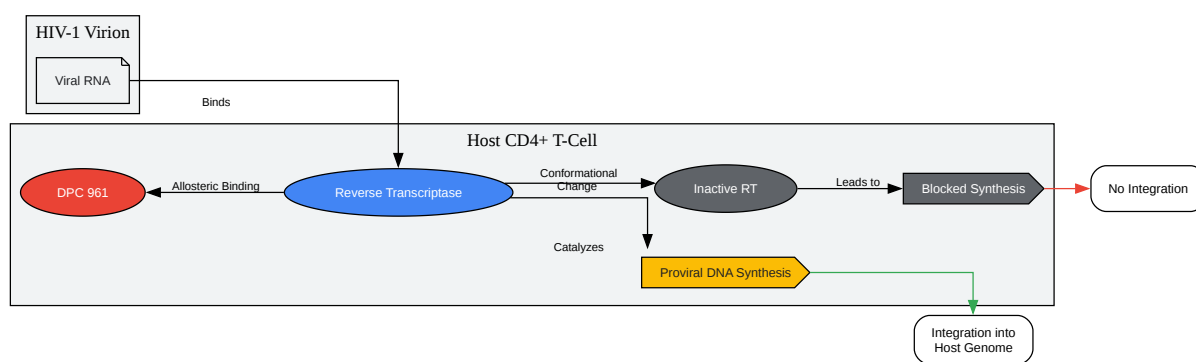 HIV-1 Virion
Viral RNA
Binds
Host CD4+ T-Cell
DPC 961
Allosteric Binding
Reverse Transcriptase
Conformational
Change
Inactive RT
Leads to
Blocked Synthesis
No Integration
Catalyzes
Proviral DNA Synthesis
Integration into
Host Genome